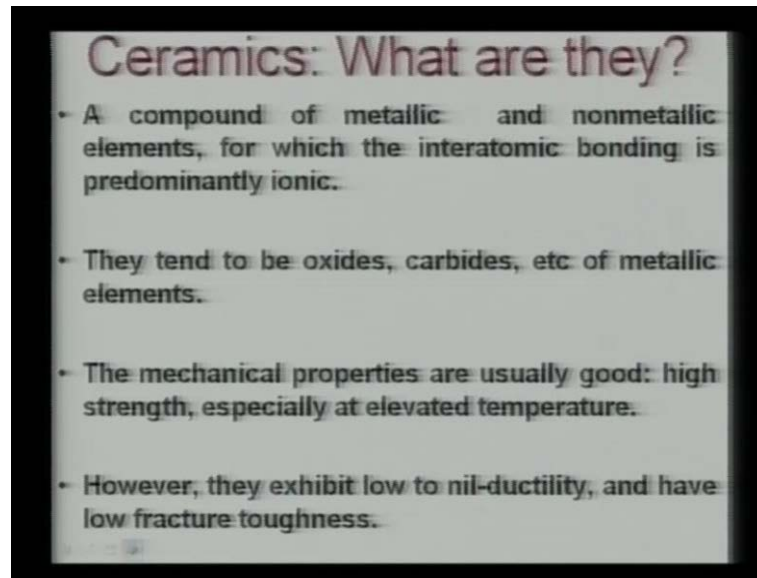 Ceramics: What are they?
• A compound of metallic and nonmetallic
elements, for which the interatomic bonding is
predominantly ionic.
• They tend to be oxides, carbides, etc of metallic
elements.
• The mechanical properties are usually good: high
strength, especially at elevated temperature.
• However, they exhibit low to nil-ductility, and have
low fracture toughness.